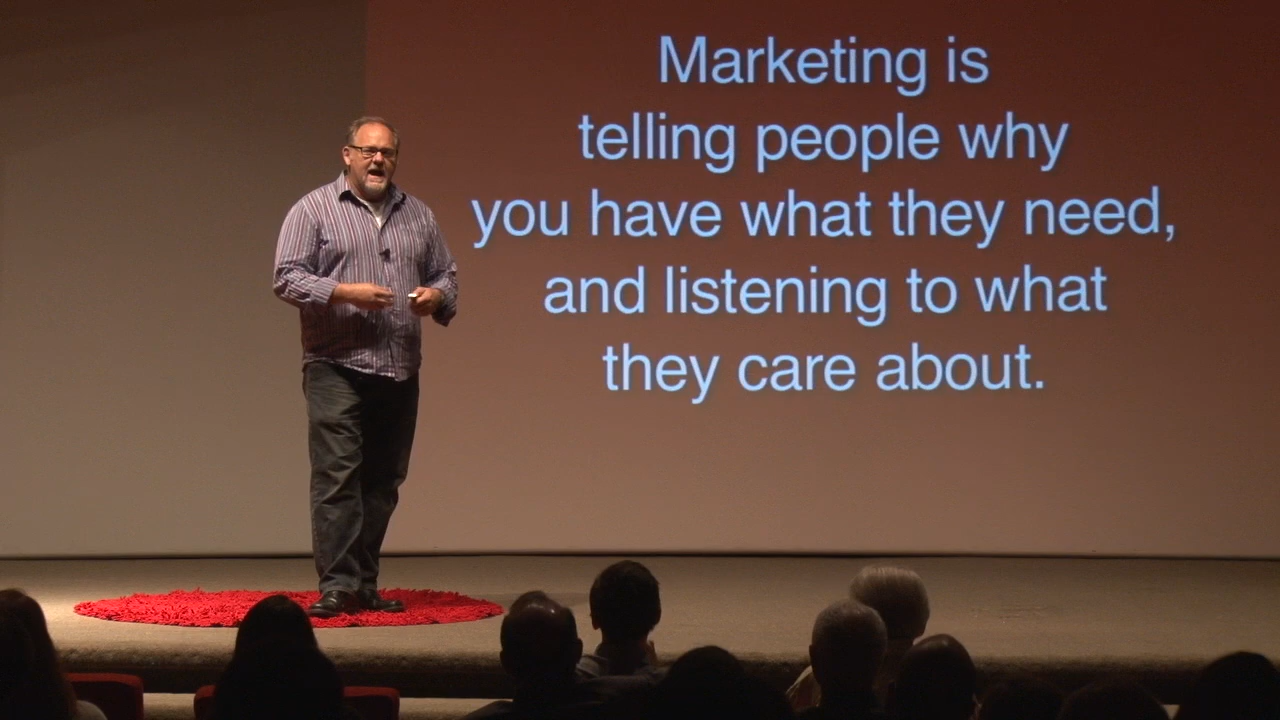 Marketing is
telling people why
you have what they need,
and listening to what
they care about.